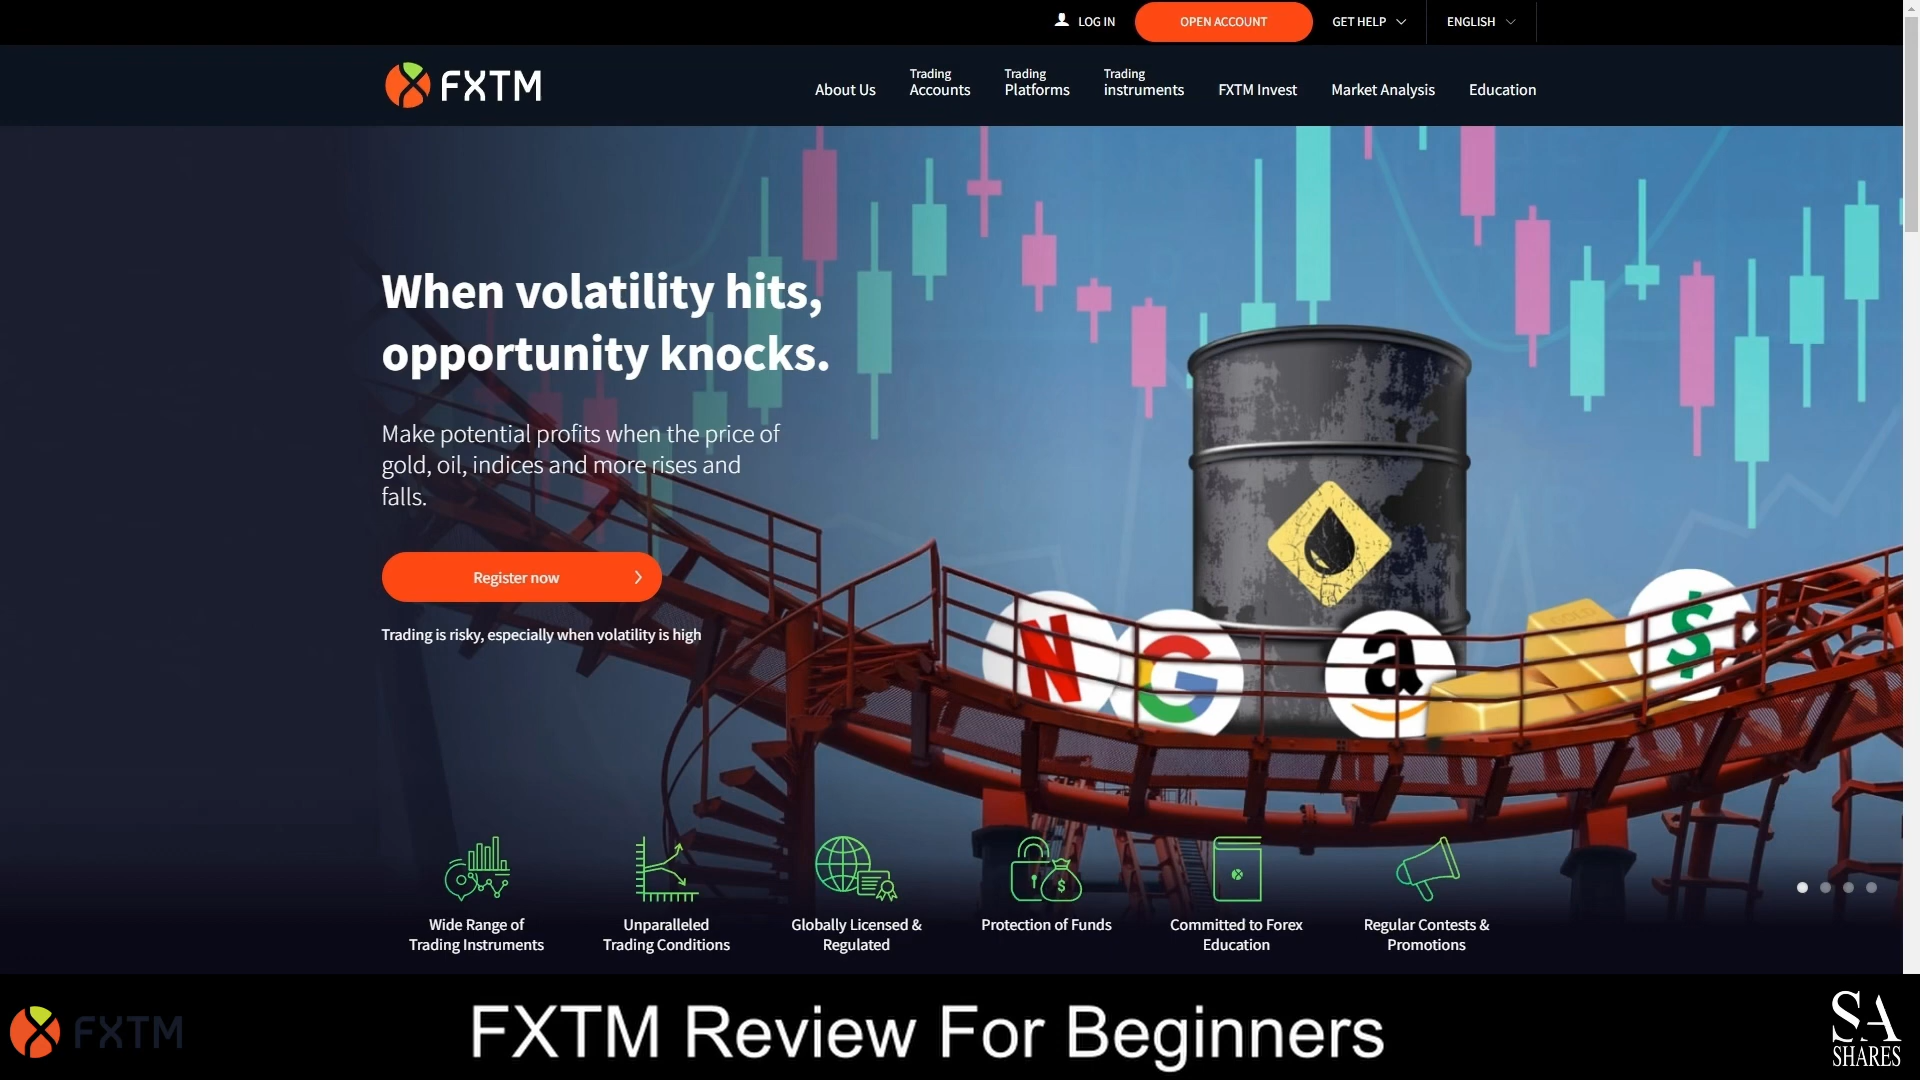 LOG IN
OPEN ACCOUNT
GET HELP
ENGLISH
FXTM
About Us
Trading
Accounts
Trading
Platforms
Trading
instruments
FXTM Invest
Market Analysis
Education
When volatility hits,
opportunity knocks.
Make potential profits when the price of
gold, oil, indices and more rises and
falls.
Register now
Trading is risky, especially when volatility is high
N
G
a
GOLD
$
$
Wide Range of
Trading Instruments
Unparalleled
Trading Conditions
Globally Licensed &
Regulated
Protection of Funds
Committed to Forex
Education
Regular Contests &
Promotions
FXTM
FXTM Review For Beginners
SA
SHARES